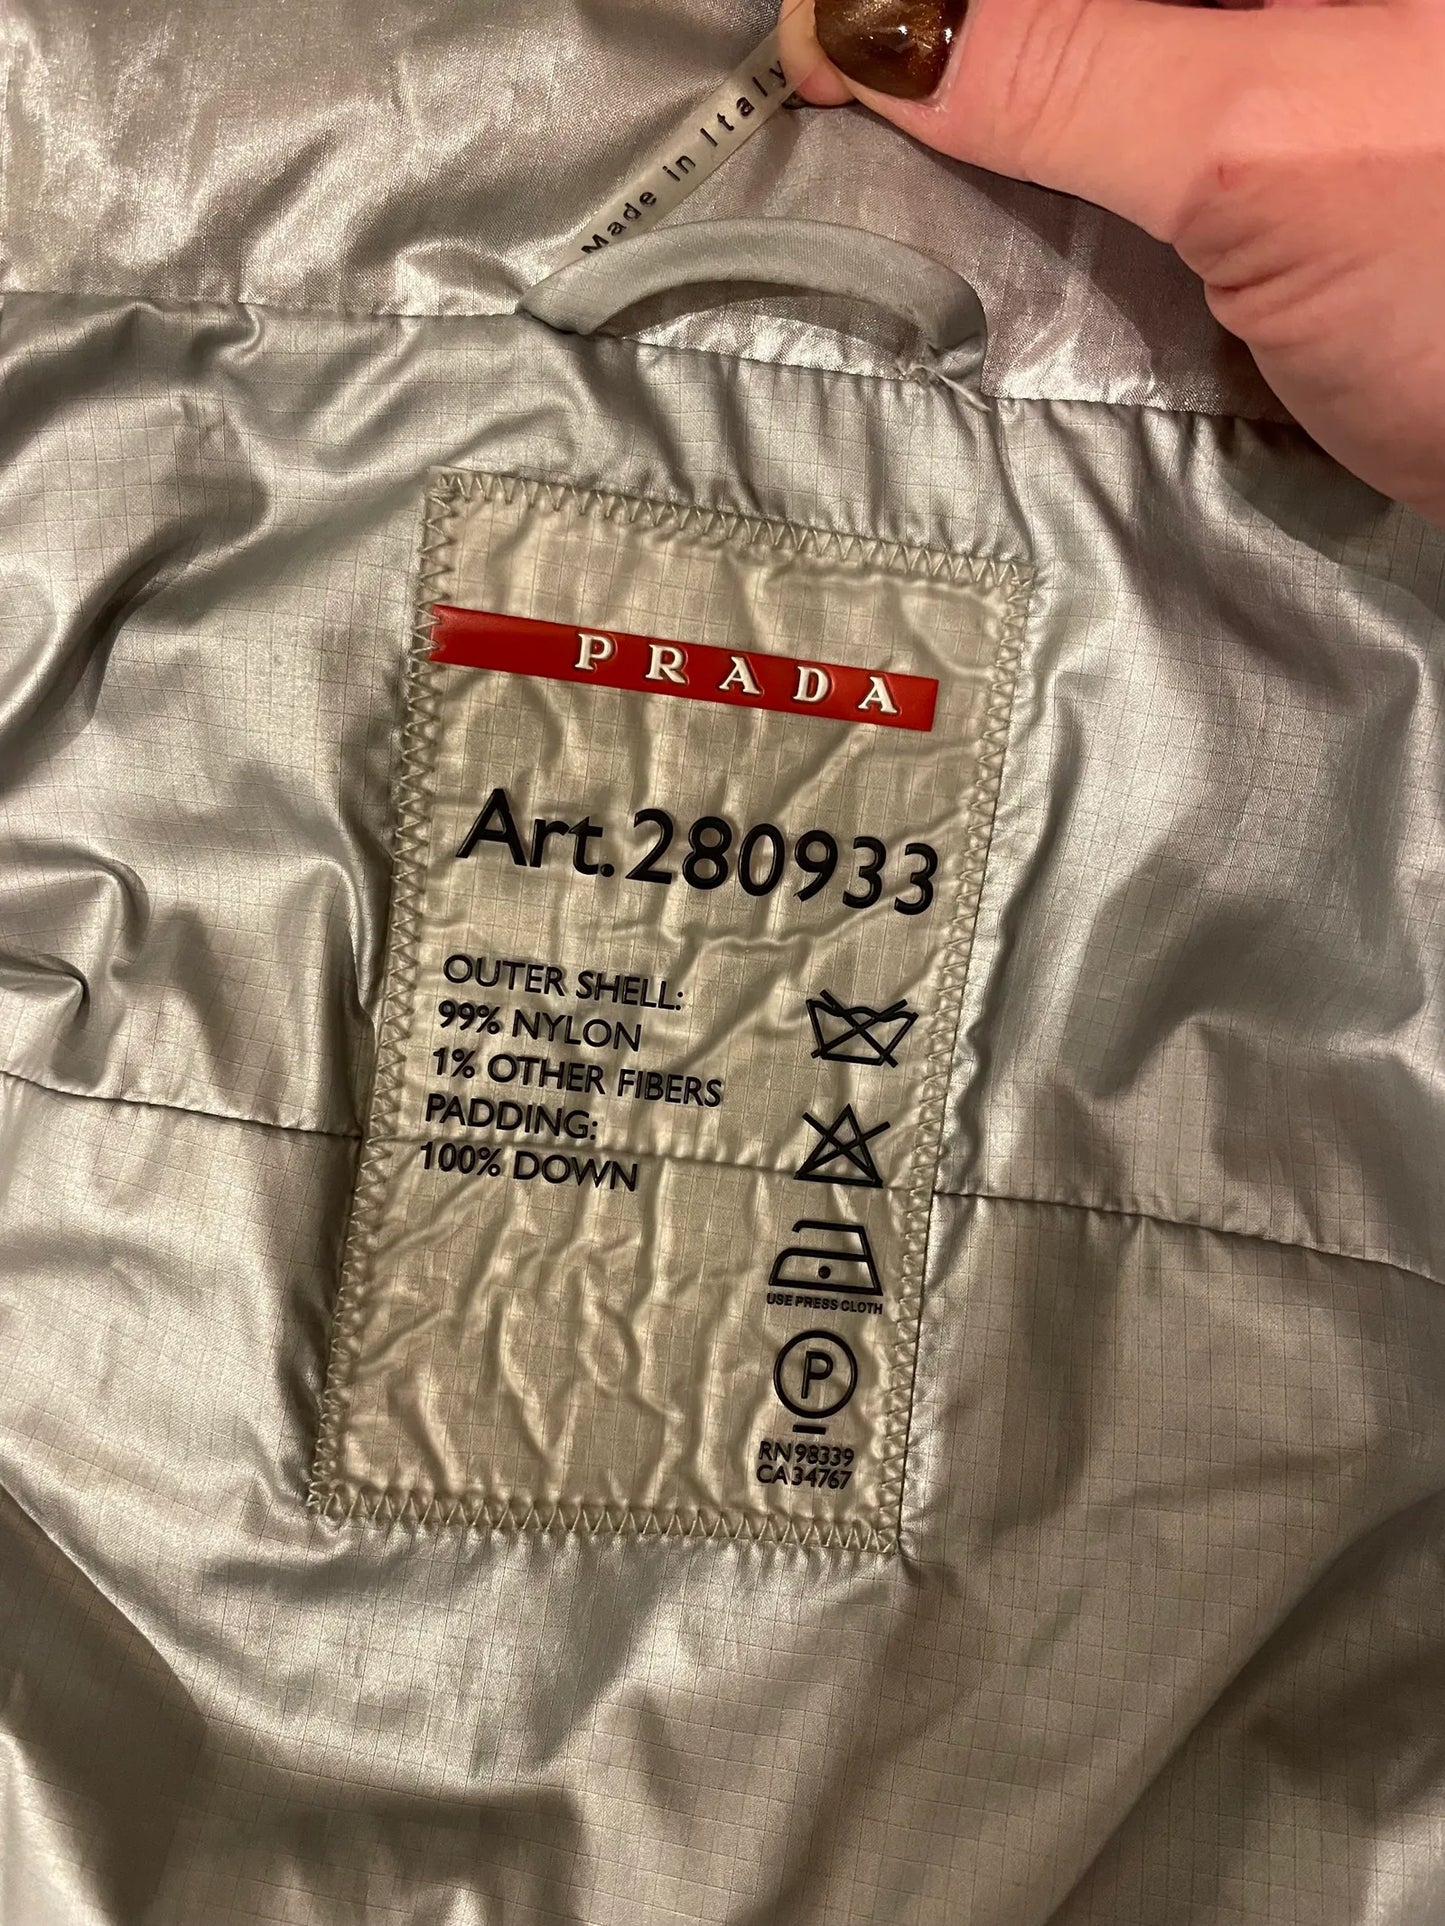 Made in Italy
PRADA
Art.280933
OUTER SHELL:
99% NYLON
1% OTHER FIBERS
PADDING:
100% DOWN
USE PRESS CLOTH
P
RN 98339
CA 34767